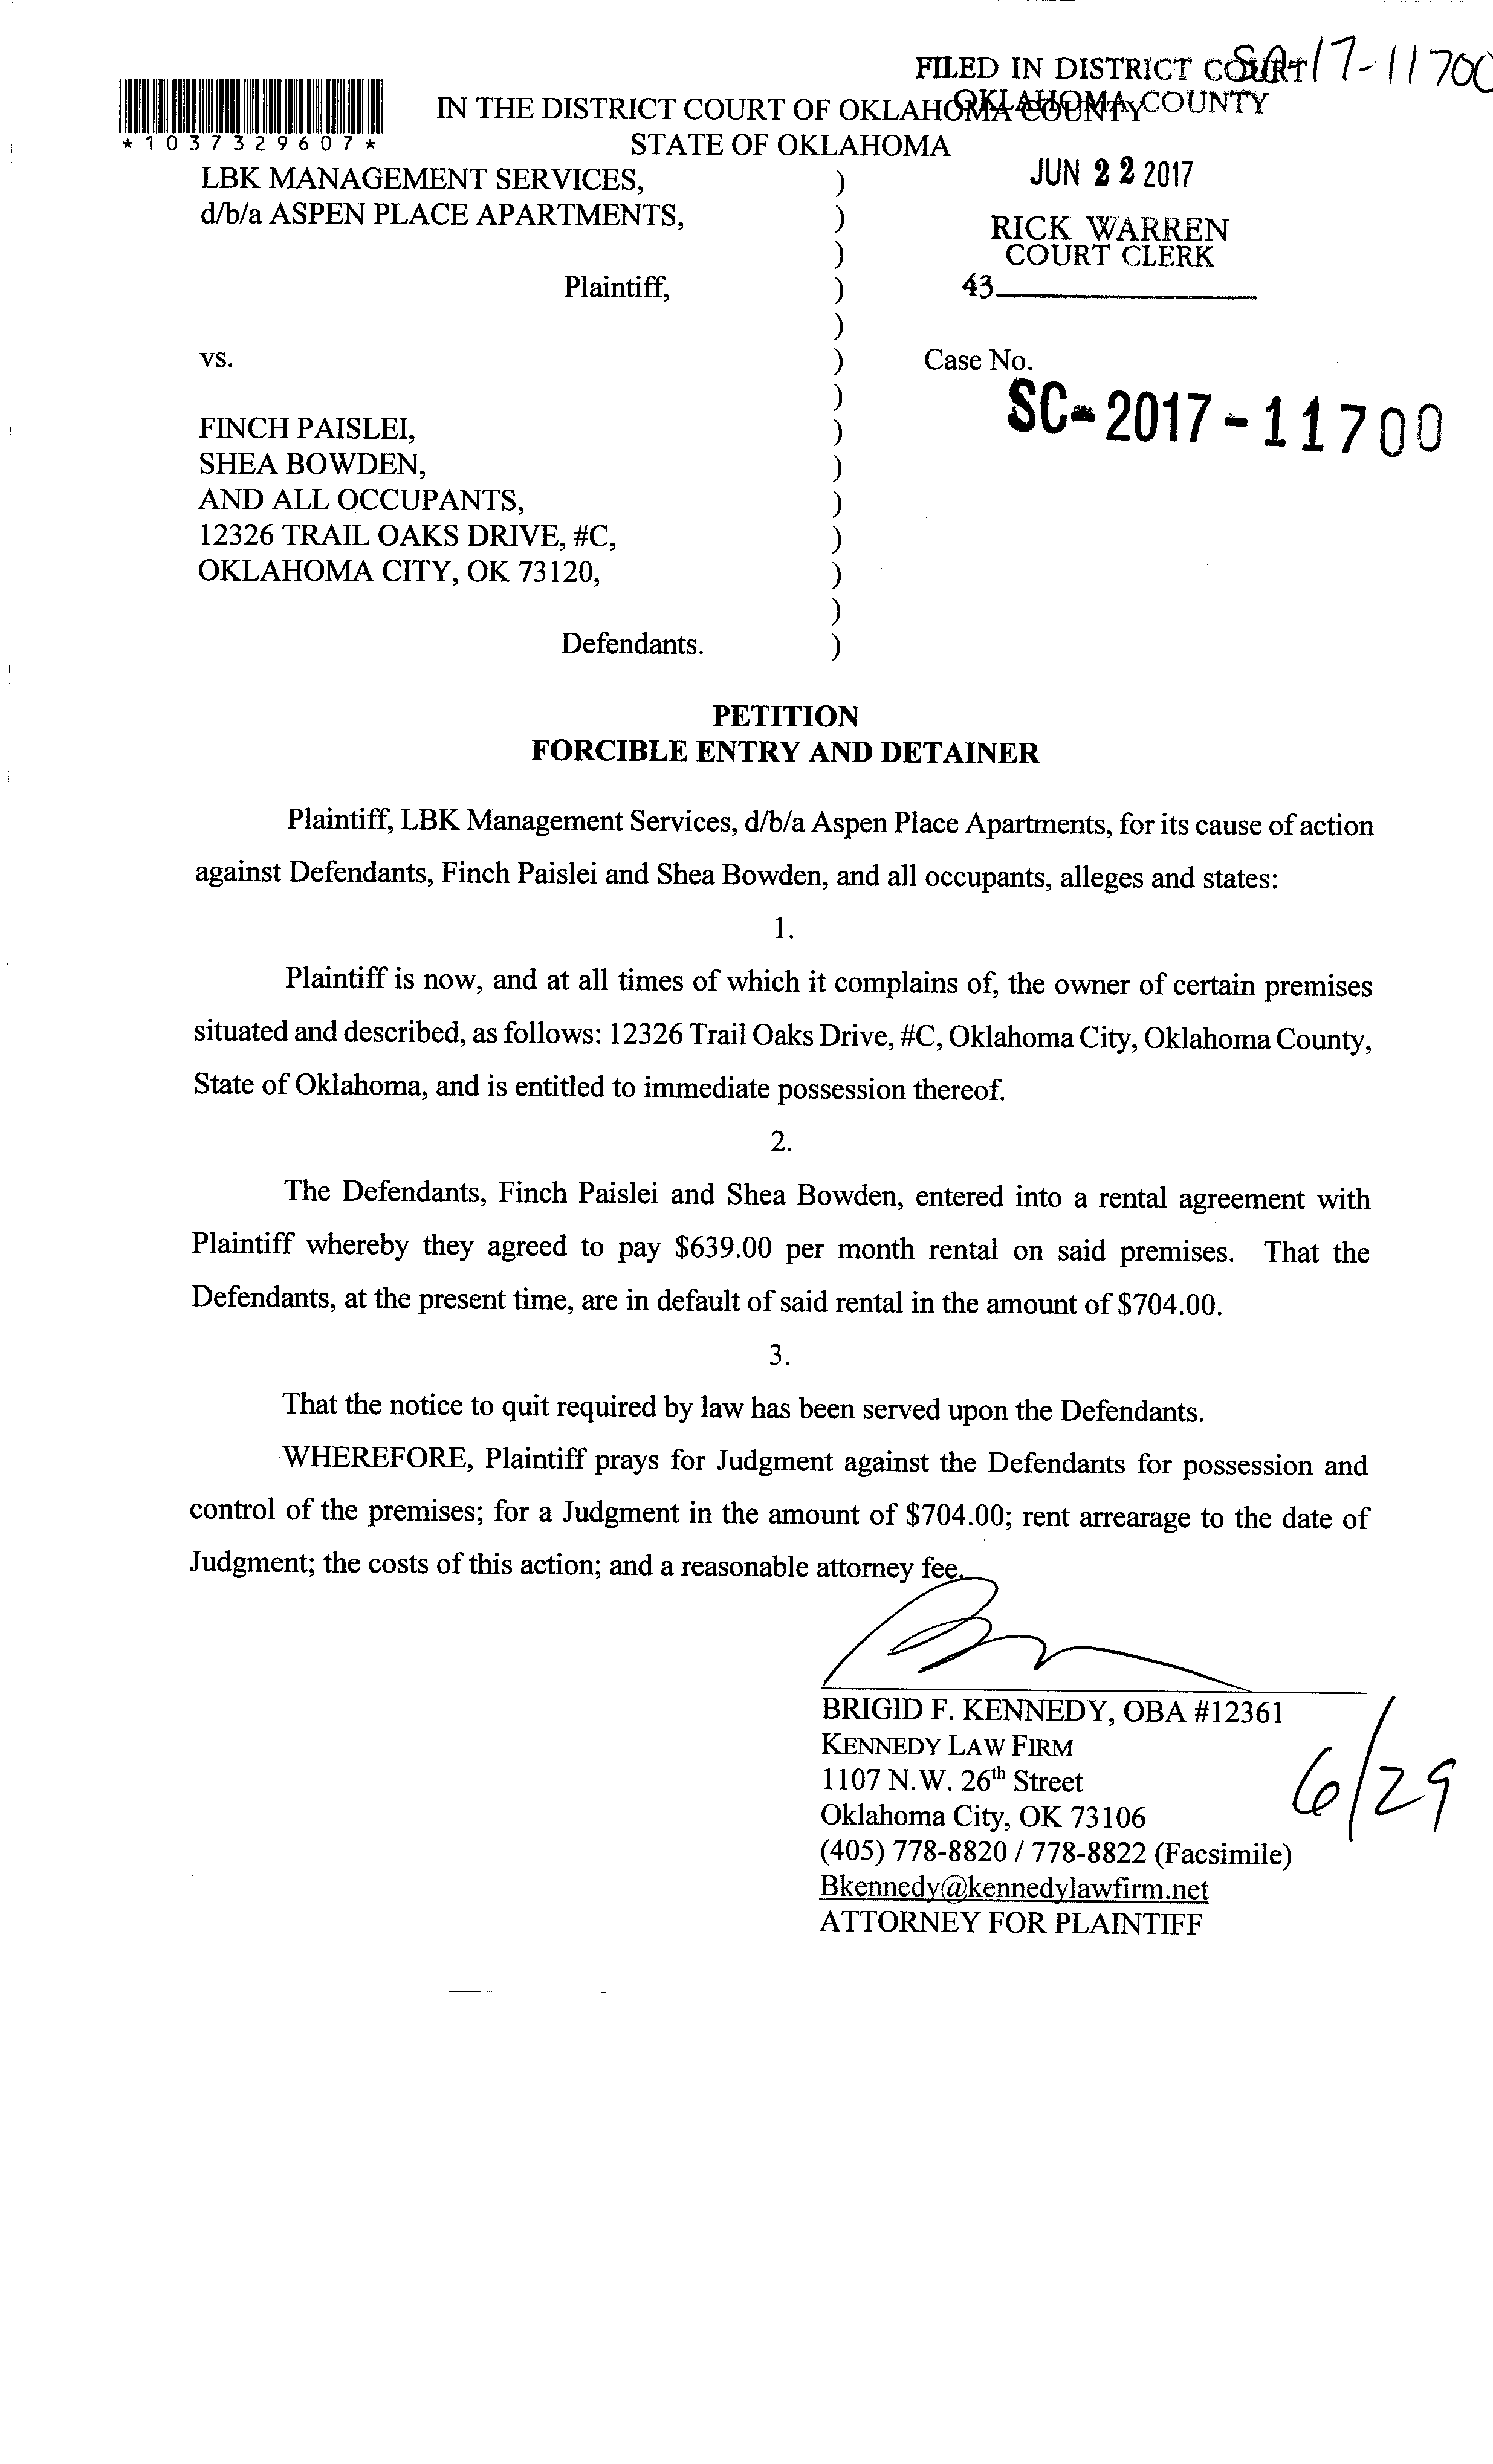 FILED IN DISTRICT COURT
OKLAHOMA COUNTY
SC-17-11700
*1037329607*
IN THE DISTRICT COURT OF OKLAHOMA COUNTY
STATE OF OKLAHOMA
JUN 22 2017
RICK WARREN
COURT CLERK
43
LBK MANAGEMENT SERVICES, )
d/b/a ASPEN PLACE APARTMENTS, )
)
Plaintiff, )
)
vs. )
Case No.
SC-2017-11700
)
FINCH PAISLEI, )
SHEA BOWDEN, )
AND ALL OCCUPANTS, )
12326 TRAIL OAKS DRIVE, #C, )
OKLAHOMA CITY, OK 73120, )
)
Defendants. )
PETITION
FORCIBLE ENTRY AND DETAINER
Plaintiff, LBK Management Services, d/b/a Aspen Place Apartments, for its cause of action
against Defendants, Finch Paislei and Shea Bowden, and all occupants, alleges and states:
1.
Plaintiff is now, and at all times of which it complains of, the owner of certain premises
situated and described, as follows: 12326 Trail Oaks Drive, #C, Oklahoma City, Oklahoma County,
State of Oklahoma, and is entitled to immediate possession thereof.
2.
The Defendants, Finch Paislei and Shea Bowden, entered into a rental agreement with
Plaintiff whereby they agreed to pay $639.00 per month rental on said premises. That the
Defendants, at the present time, are in default of said rental in the amount of $704.00.
3.
That the notice to quit required by law has been served upon the Defendants.
WHEREFORE, Plaintiff prays for Judgment against the Defendants for possession and
control of the premises; for a Judgment in the amount of $704.00; rent arrearage to the date of
Judgment; the costs of this action; and a reasonable attorney fee.
BRIGID F. KENNEDY, OBA #12361
KENNEDY LAW FIRM
1107 N.W. 26th Street
Oklahoma City, OK 73106
(405) 778-8820 / 778-8822 (Facsimile)
Bkennedy@kennedylawfirm.net
ATTORNEY FOR PLAINTIFF
6/29